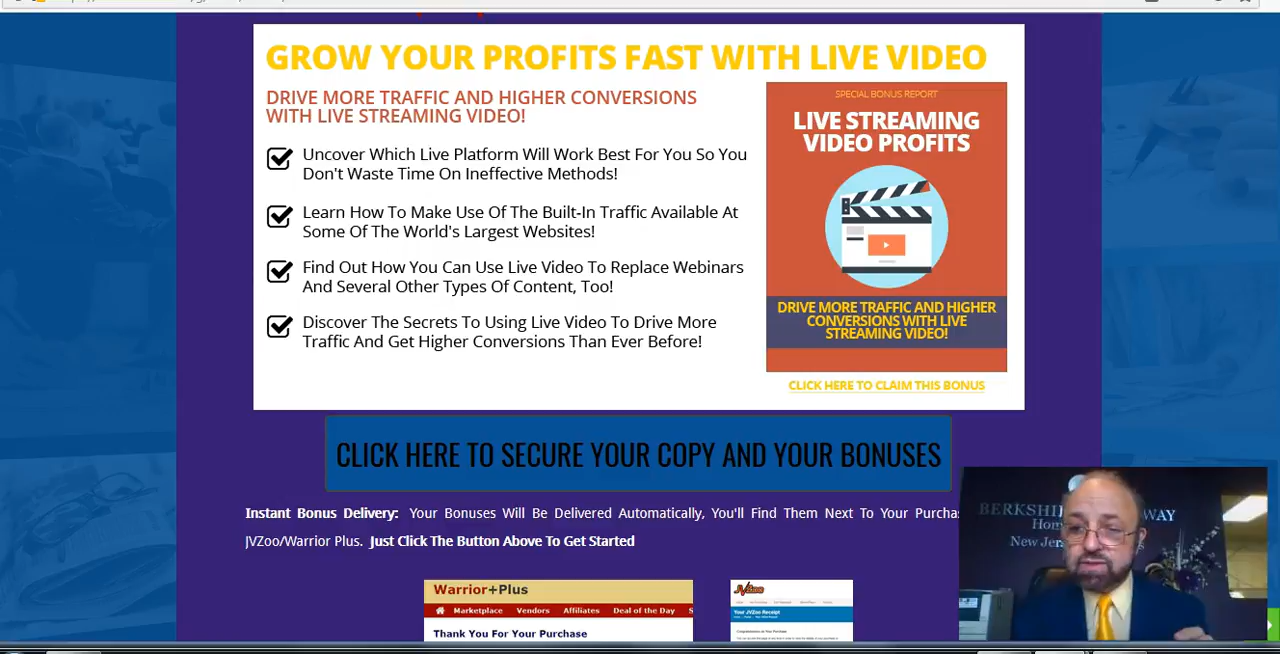 GROW YOUR PROFITS FAST WITH LIVE VIDEO
DRIVE MORE TRAFFIC AND HIGHER CONVERSIONS
WITH LIVE STREAMING VIDEO!
Uncover Which Live Platform Will Work Best For You So You
Don't Waste Time On Ineffective Methods!
Learn How To Make Use Of The Built-In Traffic Available At
Some Of The World's Largest Websites!
Find Out How You Can Use Live Video To Replace Webinars
And Several Other Types Of Content, Too!
Discover The Secrets To Using Live Video To Drive More
Traffic And Get Higher Conversions Than Ever Before!
SPECIAL BONUS REPORT
LIVE STREAMING
VIDEO PROFITS
DRIVE MORE TRAFFIC AND HIGHER
CONVERSIONS WITH LIVE
STREAMING VIDEO!
CLICK HERE TO CLAIM THIS BONUS
CLICK HERE TO SECURE YOUR COPY AND YOUR BONUSES
Instant Bonus Delivery: Your Bonuses Will Be Delivered Automatically, You'll Find Them Next To Your Purcha
JVZoo/Warrior Plus. Just Click The Button Above To Get Started
Warrior+Plus
Marketplace Vendors Affiliates Deal of the Day S
Thank You For Your Purchase
JVZoo
Your JVZoo Receipt
BERKSHI WAY
Hom
New Jer s